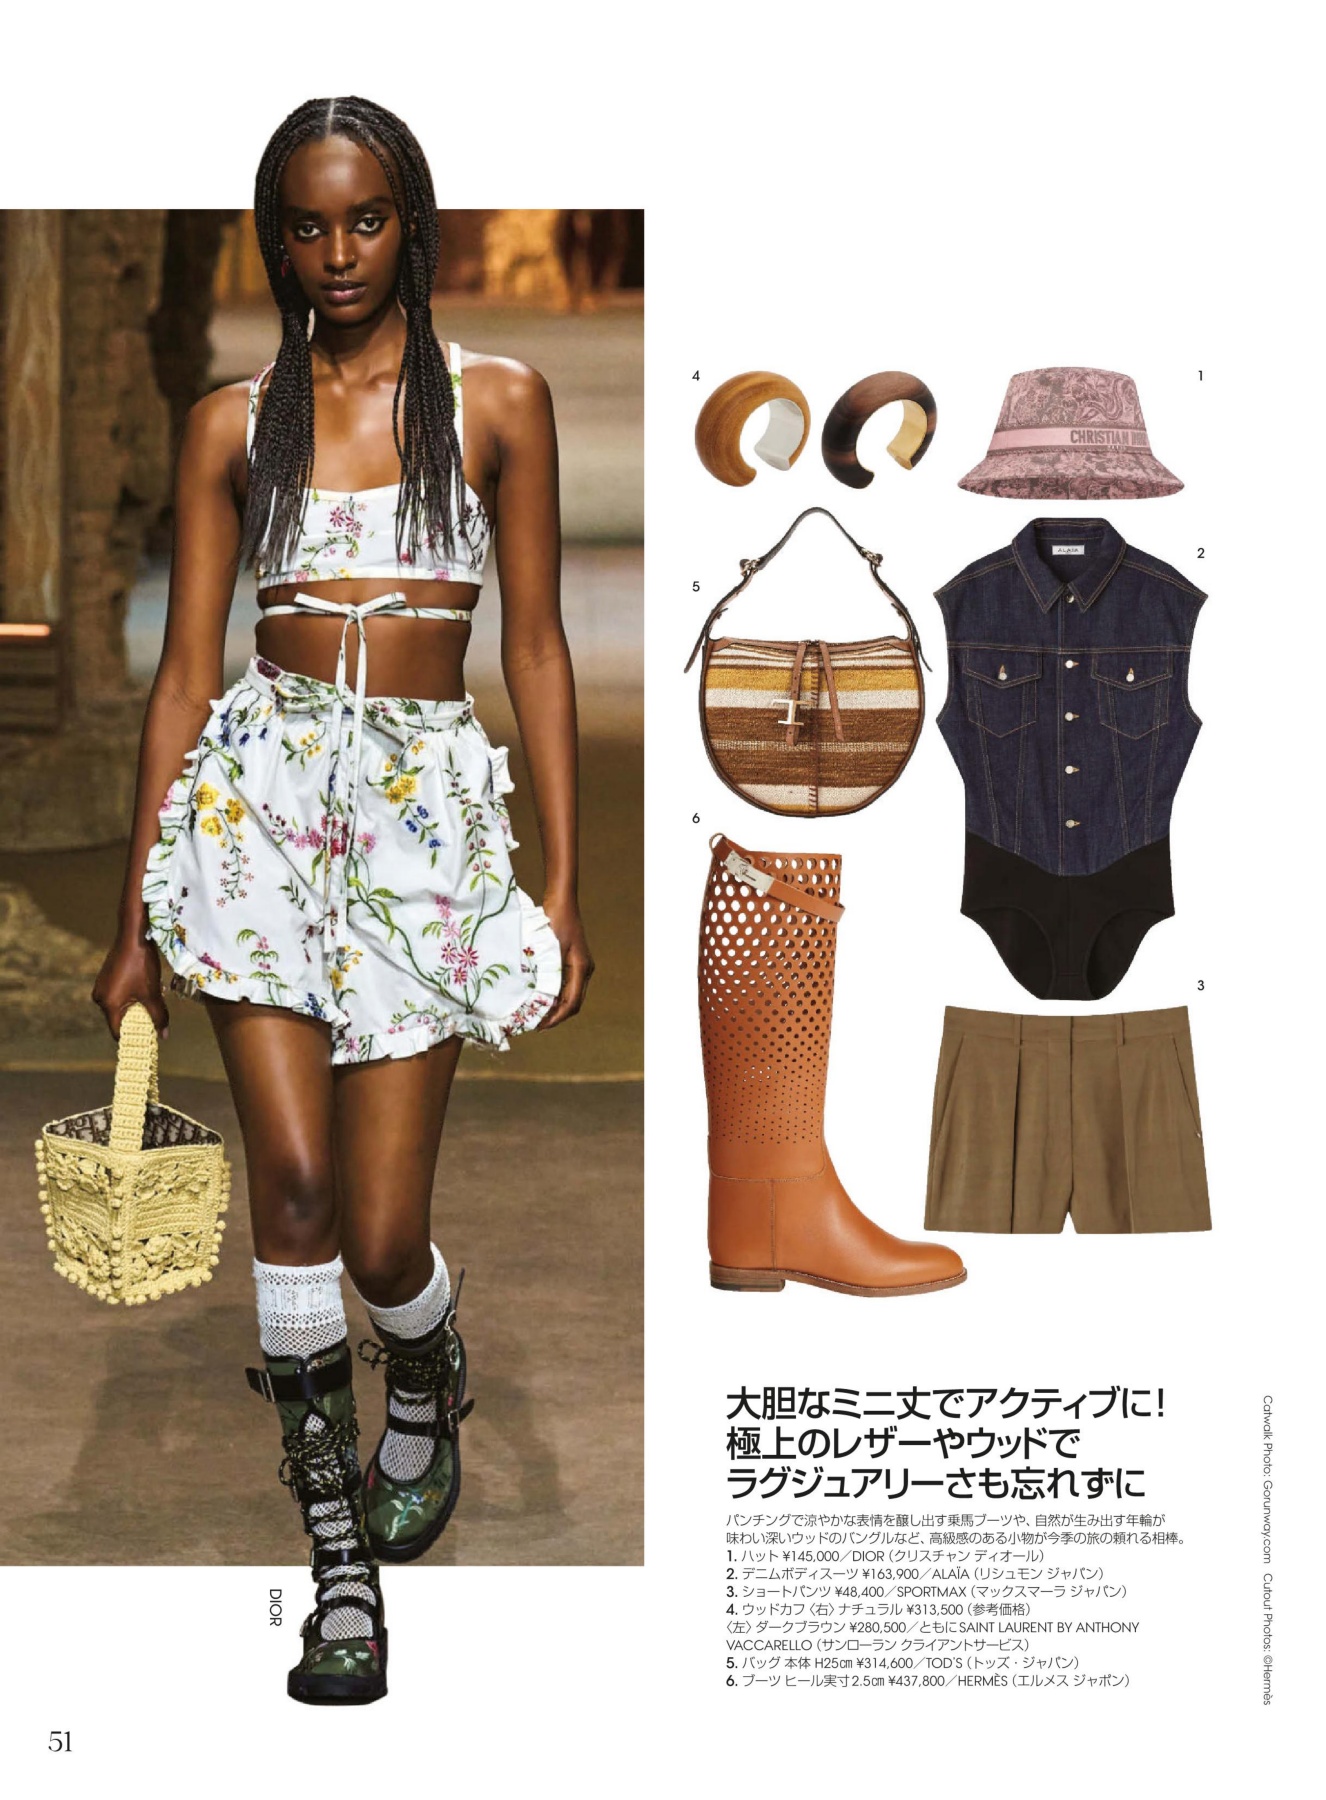 4
1
CHRISTIAN DIOR
ALAÏA
2
5
6
3
大胆なミニ丈でアクティブに！
極上のレザーやウッドで
ラグジュアリーさも忘れずに
パンチングで涼やかな表情を醸し出す乗馬ブーツや、自然が生み出す年輪が
味わい深いウッドのバングルなど、高級感のある小物が今季の旅の頼れる相棒。
1. ハット ¥145,000／DIOR（クリスチャン ディオール）
2. デニムボディスーツ ¥163,900／ALAÏA（リシュモン ジャパン）
3. ショートパンツ ¥48,400／SPORTMAX（マックスマーラ ジャパン）
4. ウッドカフ〈右〉ナチュラル ¥313,500（参考価格）
〈左〉ダークブラウン ¥280,500／ともにSAINT LAURENT BY ANTHONY
VACCARELLO（サンローラン クライアントサービス）
5. バッグ 本体 H25cm ¥314,600／TOD'S（トッズ・ジャパン）
6. ブーツ ヒール実寸2.5cm ¥437,800／HERMÈS（エルメス ジャポン）
Catwalk Photo: Gorunway.com Cutout Photos: ©Hermès
DIOR
51